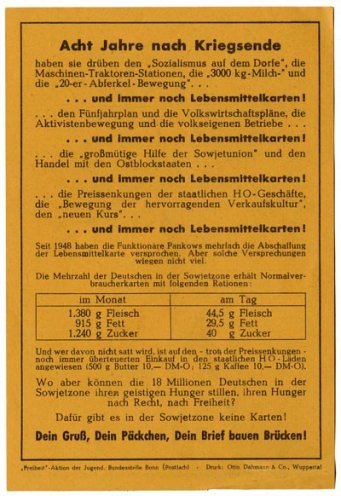 Acht Jahre nach Kriegsende
haben sie drüben den „Sozialismus auf dem Dorfe", die
Maschinen-Traktoren-Stationen, die „3000 kg-Milch-" und
die „20-er-Abferkel-Bewegung" . . .
. . . und immer noch Lebensmittelkarten!
. . . den Fünfjahrplan und die Volkswirtschaftspläne, die
Aktivistenbewegung und die volkseigenen Betriebe . . .
. . . und immer noch Lebensmittelkarten!
. . . die „großmütige Hilfe der Sowjetunion" und den
Handel mit den Ostblockstaaten . . .
. . . und immer noch Lebensmittelkarten!
. . . die Preissenkungen der staatlichen HO-Geschäfte,
die „Bewegung der hervorragenden Verkaufskultur",
den „neuen Kurs" . . .
. . . und immer noch Lebensmittelkarten!
Seit 1948 haben die Funktionäre Pankows mehrfach die Abschaffung
der Lebensmittelkarte versprochen. Aber solche Versprechungen
wiegen nicht viel.
Die Mehrzahl der Deutschen in der Sowjetzone erhält Normalver-
braucherkarten mit folgenden Rationen:
im Monat am Tag
1.380 g Fleisch 44,5 g Fleisch
915 g Fett 29,5 g Fett
1.240 g Zucker 40 g Zucker
Und wer davon nicht satt wird, ist auf den - trotz der Preissenkungen -
noch immer überteuerten Einkauf in den staatlichen HO-Läden
angewiesen (500 g Butter 10,— DM-O; 125 g Kaffee 10,— DM-O).
Wo aber können die 18 Millionen Deutschen in der
Sowjetzone ihren geistigen Hunger stillen, ihren Hunger
nach Recht, nach Freiheit?
Dafür gibt es in der Sowjetzone keine Karten!
Dein Gruß, Dein Päckchen, Dein Brief bauen Brücken!
„Freiheit"-Aktion der Jugend, Bundesstelle Bonn (Postfach) - Druck: Otto Dahmann & Co., Wuppertal